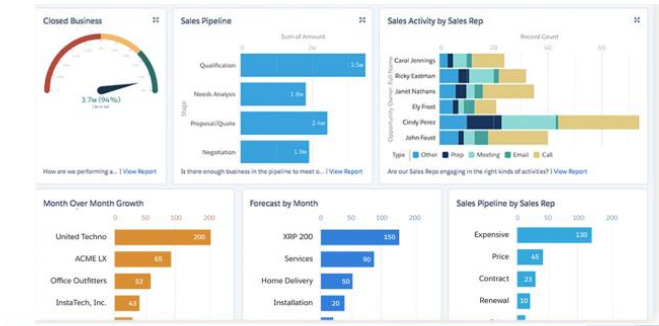 Closed Business
3.7M (94%)
How are we performing a... | View Report
Sales Pipeline
Sum of Amount
0
2M
Stage
Qualification
3.5M
Needs Analysis
1.8M
Proposal/Quote
2.4M
Negotiation
1.9M
Is there enough business in the pipeline to meet o... | View Report
Sales Activity by Sales Rep
Record Count
0
60
Opportunity Owner: Full Name
Carol Jennings
Ricky Eastman
Janet Nathans
Ely Frost
Cindy Perez
John Faust
Type
Other
Prep
Meeting
Email
Call
Are our Sales Reps engaging in the right kinds of activities? | View Report
Month Over Month Growth
0 50 100 200
United Techno
200
ACME LX
65
Office Outfitters
53
InstaTech, Inc.
43
Forecast by Month
0 50 100 200
XRP 200
150
Services
90
Home Delivery
50
Installation
20
Sales Pipeline by Sales Rep
0 50 100 200
Expensive
130
Price
45
Contract
23
Renewal
10